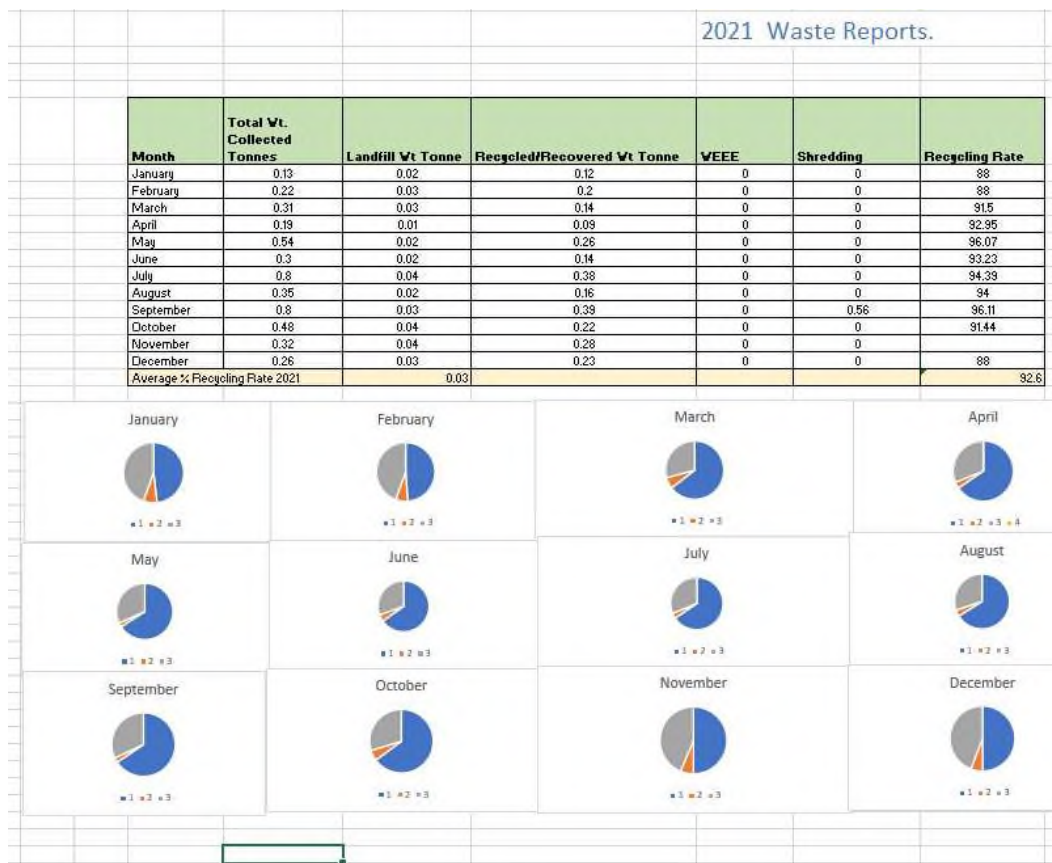 2021 Waste Reports.
Month Total Wt. Collected Tonnes Landfill Wt Tonne Recycled/Recovered Wt Tonne WEEE Shredding Recycling Rate
January 0.13 0.02 0.12 0 0 88
February 0.22 0.03 0.2 0 0 88
March 0.31 0.03 0.14 0 0 91.5
April 0.19 0.01 0.09 0 0 92.95
May 0.54 0.02 0.26 0 0 96.07
June 0.3 0.02 0.14 0 0 93.23
July 0.8 0.04 0.38 0 0 94.39
August 0.35 0.02 0.16 0 0 94
September 0.8 0.03 0.39 0 0.56 96.11
October 0.48 0.04 0.22 0 0 91.44
November 0.32 0.04 0.28 0 0
December 0.26 0.03 0.23 0 0 88
Average % Recycling Rate 2021 0.03 92.6
January February March April
1 2 3 1 2 3 1 2 3 1 2 3 4
May June July August
1 2 3 1 2 3 1 2 3 1 2 3
September October November December
1 2 3 1 2 3 1 2 3 1 2 3